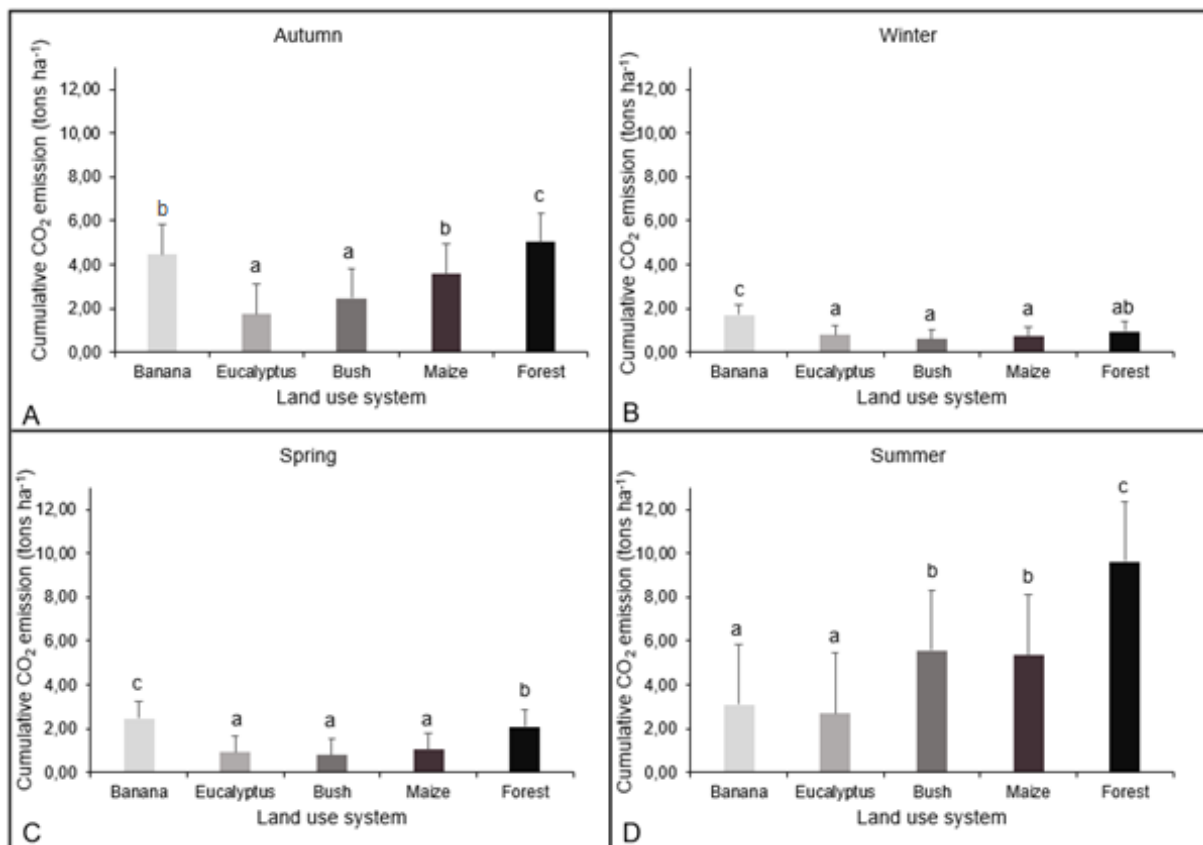 Autumn
Cumulative CO₂ emission (tons ha⁻¹)
12,00
10,00
8,00
6,00
4,00
2,00
0,00
b
a
a
b
c
Banana Eucalyptus Bush Maize Forest
Land use system
A
Winter
Cumulative CO₂ emission (tons ha⁻¹)
12,00
10,00
8,00
6,00
4,00
2,00
0,00
c
a
a
a
ab
Banana Eucalyptus Bush Maize Forest
Land use system
B
Spring
Cumulative CO₂ emission (tons ha⁻¹)
12,00
10,00
8,00
6,00
4,00
2,00
0,00
c
a
a
a
b
Banana Eucalyptus Bush Maize Forest
Land use system
C
Summer
Cumulative CO₂ emission (tons ha⁻¹)
12,00
10,00
8,00
6,00
4,00
2,00
0,00
a
a
b
b
c
Banana Eucalyptus Bush Maize Forest
Land use system
D